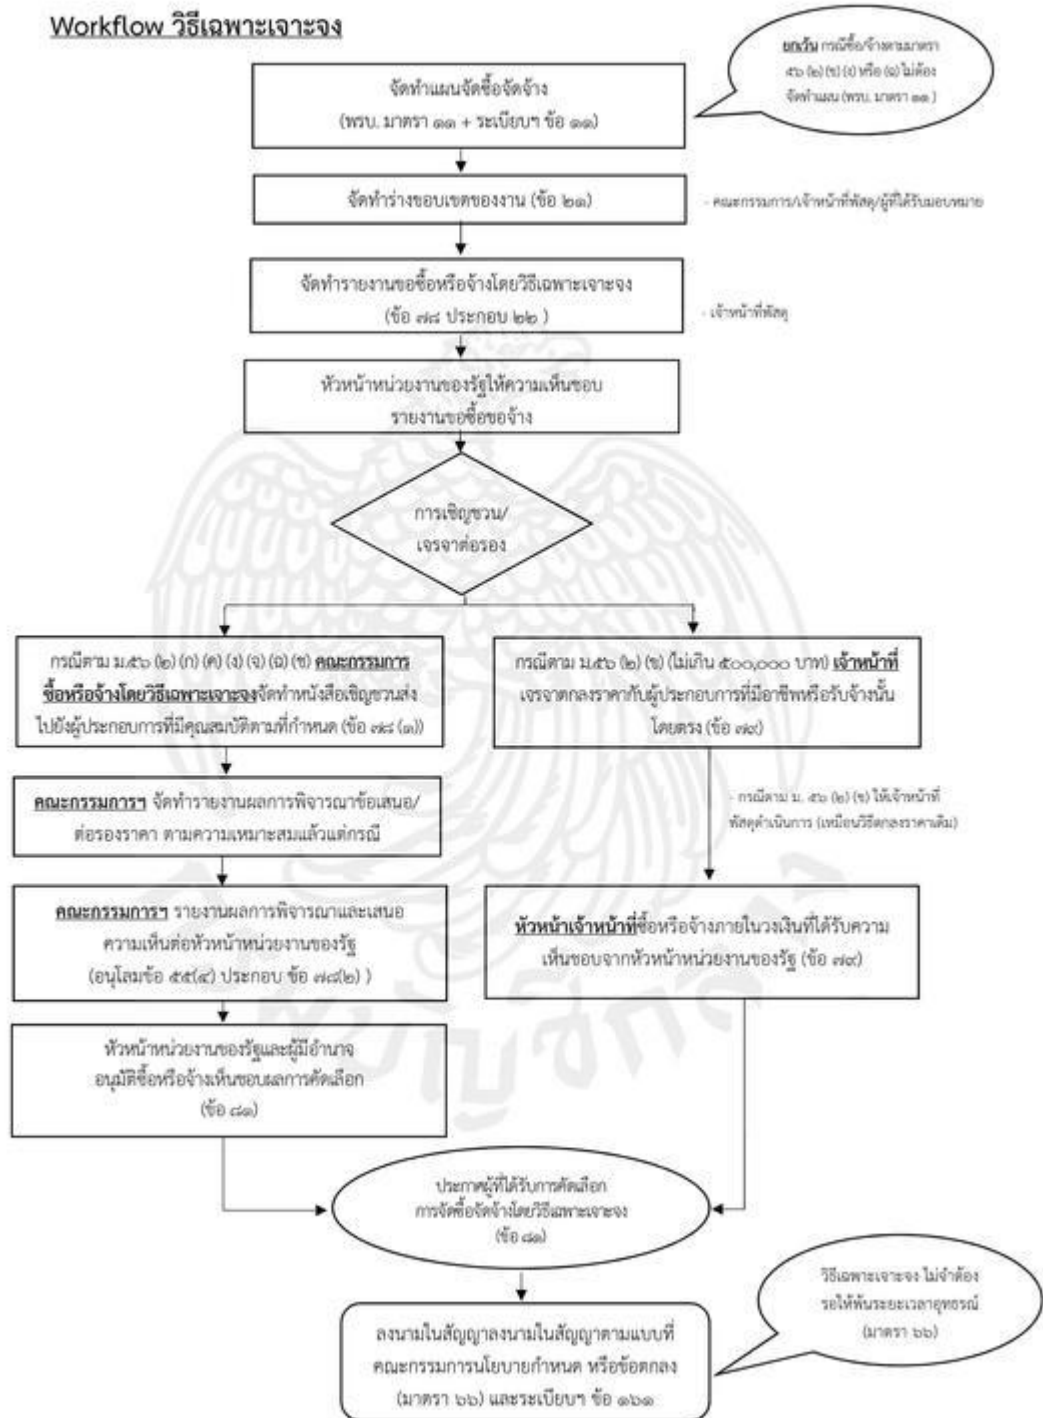 Workflow วิธีเฉพาะเจาะจง
ยกเว้น กรณีซื้อ/จ้างตามมาตรา
๕๖ (๒) (ข) (ง) หรือ (ฉ) ไม่ต้อง
จัดทำแผน (พรบ. มาตรา ๑๑ )
จัดทำแผนจัดซื้อจัดจ้าง
(พรบ. มาตรา ๑๑ + ระเบียบฯ ข้อ ๑๑)
จัดทำร่างขอบเขตของงาน (ข้อ ๒๑)
- คณะกรรมการ/เจ้าหน้าที่พัสดุ/ผู้ที่ได้รับมอบหมาย
จัดทำรายงานขอซื้อหรือจ้างโดยวิธีเฉพาะเจาะจง
(ข้อ ๗๘ ประกอบ ๒๒ )
- เจ้าหน้าที่พัสดุ
หัวหน้าหน่วยงานของรัฐให้ความเห็นชอบ
รายงานขอซื้อขอจ้าง
การเชิญชวน/
เจรจาต่อรอง
กรณีตาม ม.๕๖ (๒) (ก) (ค) (ง) (จ) (ฉ) (ช) คณะกรรมการ
ซื้อหรือจ้างโดยวิธีเฉพาะเจาะจงจัดทำหนังสือเชิญชวนส่ง
ไปยังผู้ประกอบการที่มีคุณสมบัติตามที่กำหนด (ข้อ ๗๘ (๑))
กรณีตาม ม.๕๖ (๒) (ข) (ไม่เกิน ๕๐๐,๐๐๐ บาท) เจ้าหน้าที่
เจรจาตกลงราคากับผู้ประกอบการที่มีอาชีพหรือรับจ้างนั้น
โดยตรง (ข้อ ๗๙)
คณะกรรมการฯ จัดทำรายงานผลการพิจารณาข้อเสนอ/
ต่อรองราคา ตามความเหมาะสมแล้วแต่กรณี
- กรณีตาม ม. ๕๖ (๒) (ข) ให้เจ้าหน้าที่
พัสดุดำเนินการ (เหมือนวิธีตกลงราคาเดิม)
คณะกรรมการฯ รายงานผลการพิจารณาและเสนอ
ความเห็นต่อหัวหน้าหน่วยงานของรัฐ
(อนุโลมข้อ ๕๕(๔) ประกอบ ข้อ ๗๘(๒) )
หัวหน้าเจ้าหน้าที่ซื้อหรือจ้างภายในวงเงินที่ได้รับความ
เห็นชอบจากหัวหน้าหน่วยงานของรัฐ (ข้อ ๗๙)
หัวหน้าหน่วยงานของรัฐและผู้มีอำนาจ
อนุมัติซื้อหรือจ้างเห็นชอบผลการคัดเลือก
(ข้อ ๘๑)
ประกาศผู้ที่ได้รับการคัดเลือก
การจัดซื้อจัดจ้างโดยวิธีเฉพาะเจาะจง
(ข้อ ๘๑)
วิธีเฉพาะเจาะจง ไม่จำต้อง
รอให้พ้นระยะเวลาอุทธรณ์
(มาตรา ๖๖)
ลงนามในสัญญาลงนามในสัญญาตามแบบที่
คณะกรรมการนโยบายกำหนด หรือข้อตกลง
(มาตรา ๖๖) และระเบียบฯ ข้อ ๑๖๑